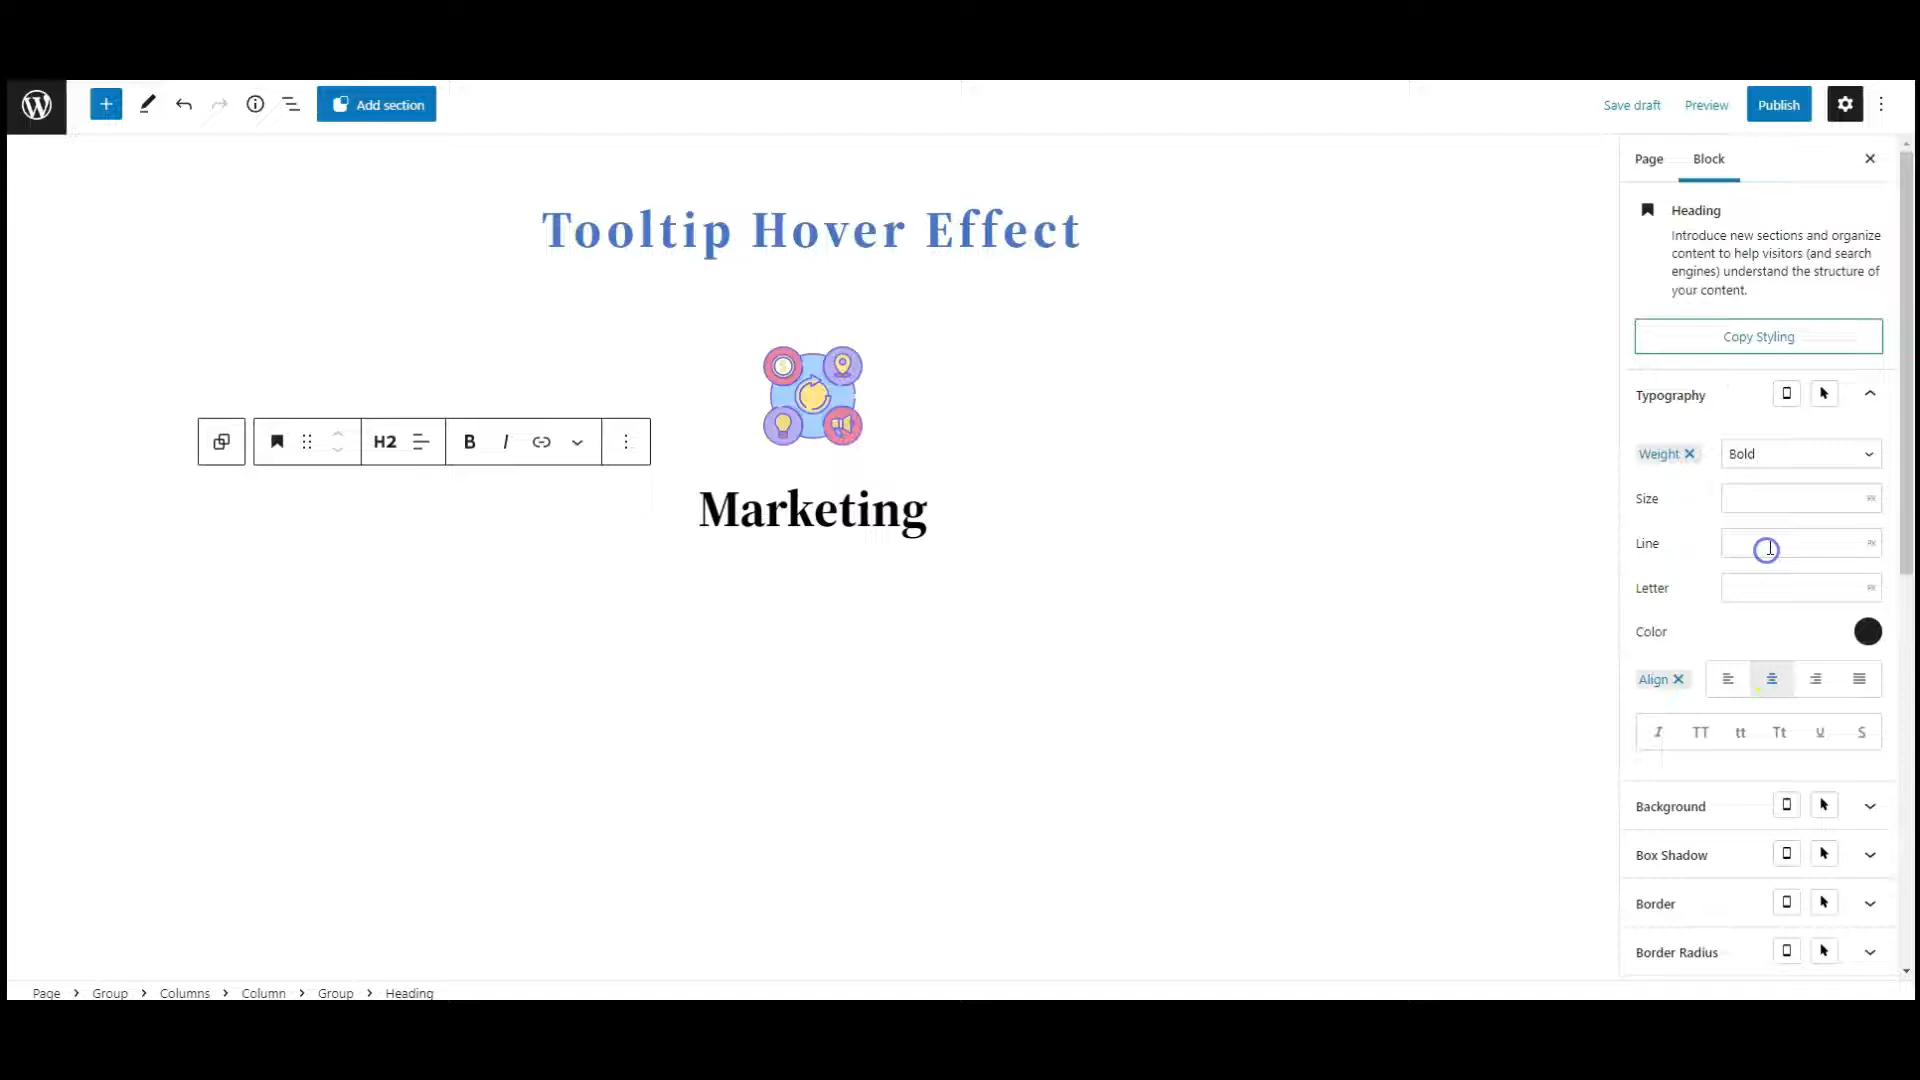 Add section
Save draft
Preview
Publish
Page
Block
Tooltip Hover Effect
Heading
Introduce new sections and organize
content to help visitors (and search
engines) understand the structure of
your content.
Copy Styling
Typography
H2
B
I
Weight
Bold
Size
PX
Marketing
Line
PX
Letter
PX
Color
Align
I
TT
tt
Tt
U
S
Background
Box Shadow
Border
Border Radius
Page > Group > Columns > Column > Group > Heading